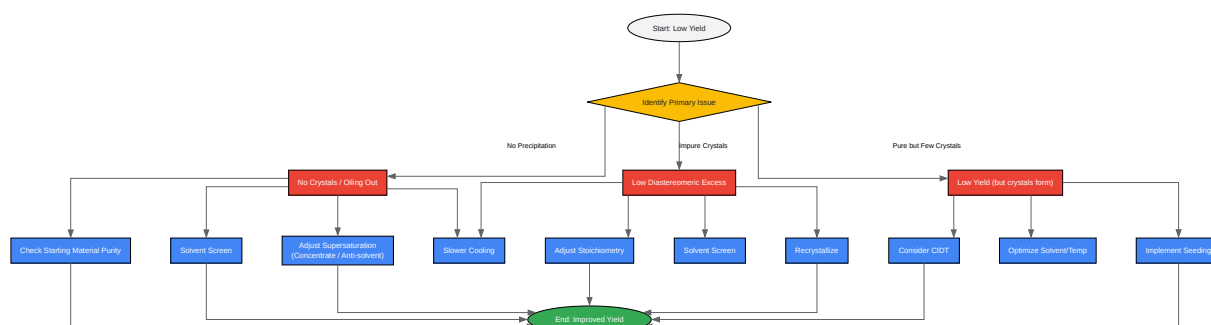 Start: Low Yield
Identify Primary Issue
No Precipitation
Impure Crystals
Pure but Few Crystals
No Crystals / Oiling Out
Low Diastereomeric Excess
Low Yield (but crystals form)
Check Starting Material Purity
Solvent Screen
Adjust Supersaturation
(Concentrate / Anti-solvent)
Slower Cooling
Adjust Stoichiometry
Solvent Screen
Recrystallize
Consider CIDT
Optimize Solvent/Temp
Implement Seeding
End: Improved Yield